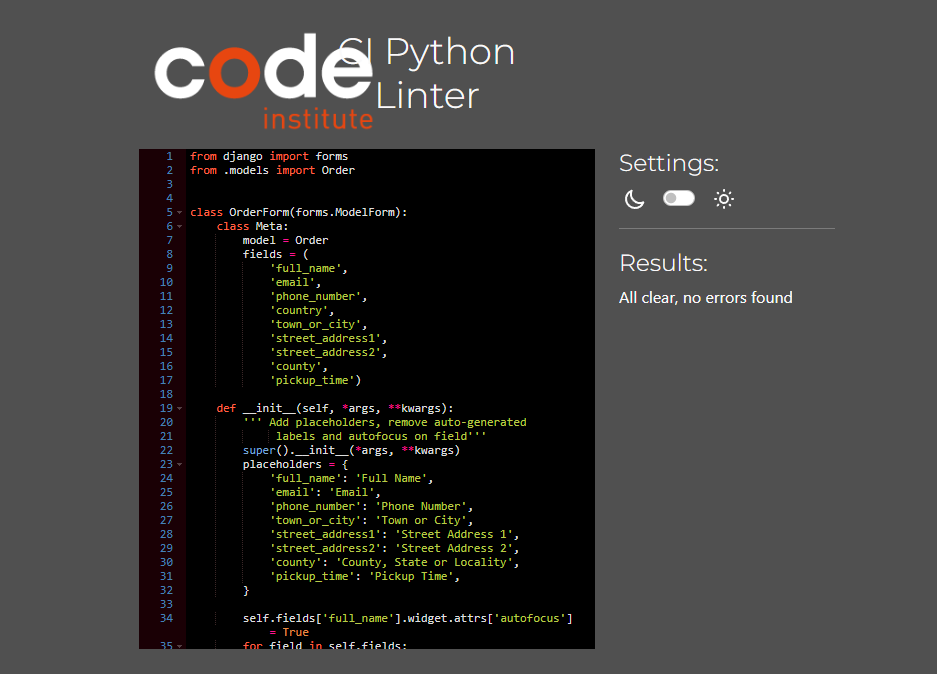 code
institute
CI Python
Linter
1 from django import forms
2 from .models import Order
3
4
5 class OrderForm(forms.ModelForm):
6     class Meta:
7         model = Order
8         fields = (
9             'full_name',
10             'email',
11             'phone_number',
12             'country',
13             'town_or_city',
14             'street_address1',
15             'street_address2',
16             'county',
17             'pickup_time')
18
19     def __init__(self, *args, **kwargs):
20         ''' Add placeholders, remove auto-generated
21             labels and autofocus on field'''
22         super().__init__(*args, **kwargs)
23         placeholders = {
24             'full_name': 'Full Name',
25             'email': 'Email',
26             'phone_number': 'Phone Number',
27             'town_or_city': 'Town or City',
28             'street_address1': 'Street Address 1',
29             'street_address2': 'Street Address 2',
30             'county': 'County, State or Locality',
31             'pickup_time': 'Pickup Time',
32         }
33
34         self.fields['full_name'].widget.attrs['autofocus']
= True
35         for field in self.fields:
Settings:
Results:
All clear, no errors found